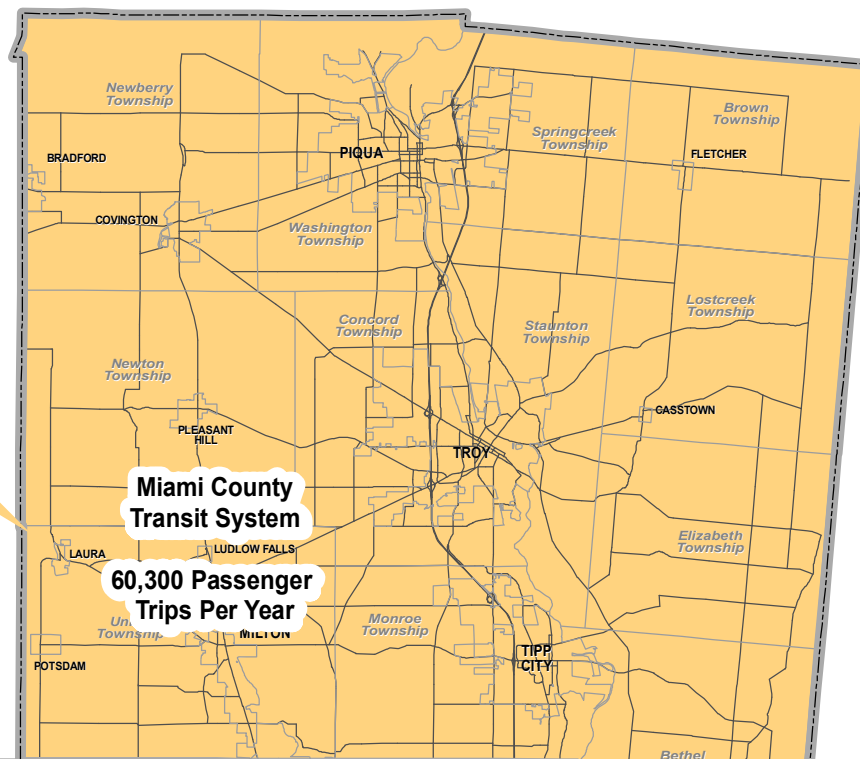 Newberry
Township
Brown
Township
Springcreek
Township
BRADFORD
PIQUA
FLETCHER
COVINGTON
Washington
Township
Lostcreek
Township
Concord
Township
Staunton
Township
Newton
Township
CASSTOWN
PLEASANT
HILL
TROY
Miami County
Transit System
Elizabeth
Township
LAURA
LUDLOW FALLS
60,300 Passenger
Trips Per Year
Township
Monroe
Township
MILTON
TIPP
CITY
POTSDAM
Bethel